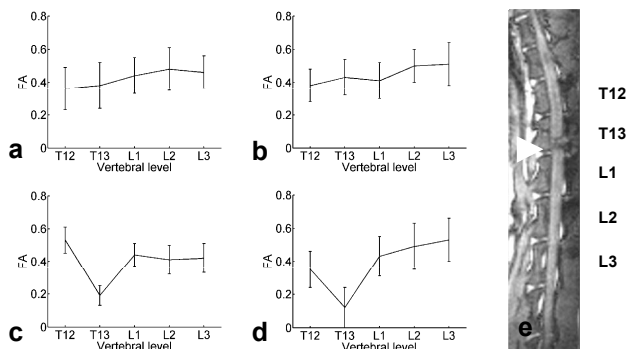 0.8
0.6
0.4
0.2
0
FA
T12 T13 L1 L2 L3
Vertebral level
a
0.8
0.6
0.4
0.2
0
FA
T12 T13 L1 L2 L3
Vertebral level
b
0.8
0.6
0.4
0.2
0
FA
T12 T13 L1 L2 L3
Vertebral level
c
0.8
0.6
0.4
0.2
0
FA
T12 T13 L1 L2 L3
Vertebral level
d
T12
T13
L1
L2
L3
e